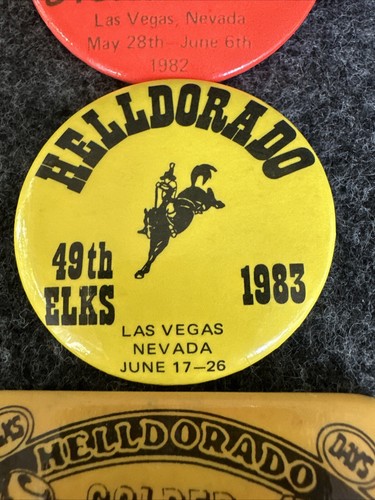 Las Vegas, Nevada
May 28th - June 6th
1982
HELLDORADO
49th
ELKS
1983
LAS VEGAS
NEVADA
JUNE 17-26
HELLDORADO
DAYS